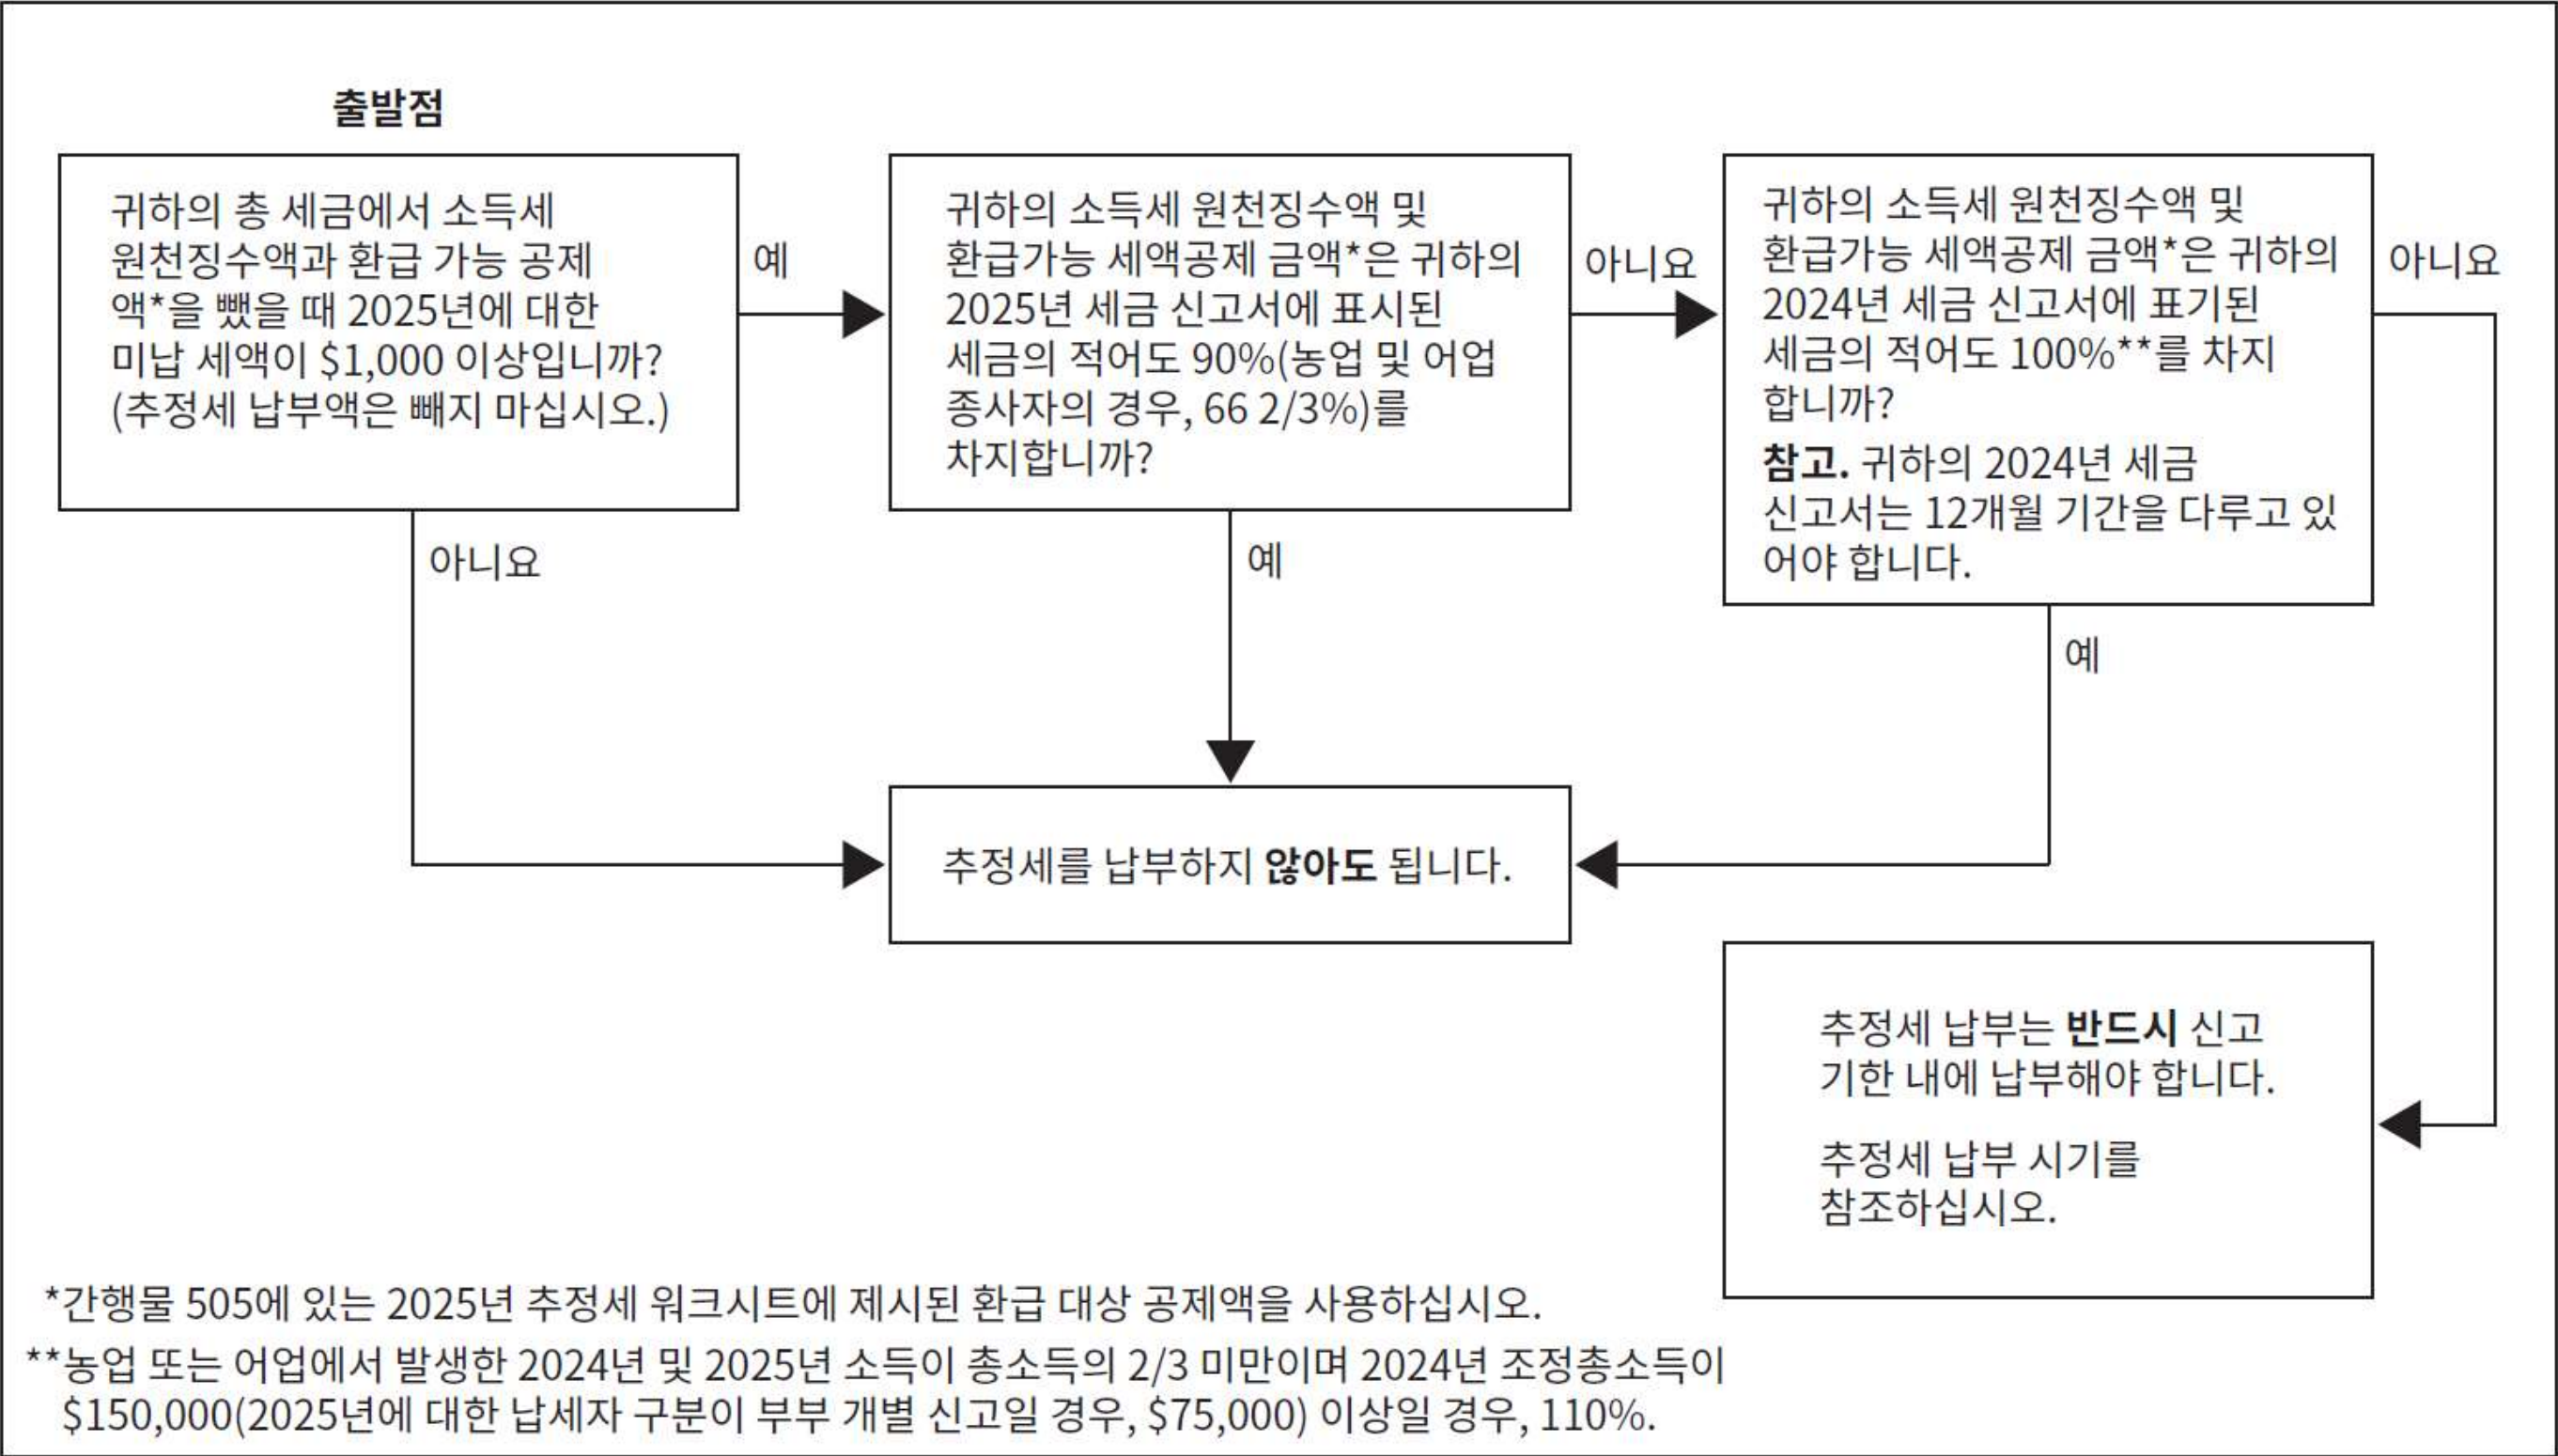 출발점
귀하의 총 세금에서 소득세
원천징수액과 환급 가능 공제
액*을 뺐을 때 2025년에 대한
미납 세액이 $1,000 이상입니까?
(추정세 납부액은 빼지 마십시오.)
예
귀하의 소득세 원천징수액 및
환급가능 세액공제 금액*은 귀하의
2025년 세금 신고서에 표시된
세금의 적어도 90%(농업 및 어업
종사자의 경우, 66 2/3%)를
차지합니까?
아니요
귀하의 소득세 원천징수액 및
환급가능 세액공제 금액*은 귀하의
2024년 세금 신고서에 표기된
세금의 적어도 100%**를 차지
합니까?
참고. 귀하의 2024년 세금
신고서는 12개월 기간을 다루고 있
어야 합니다.
아니요
아니요
예
예
추정세를 납부하지 않아도 됩니다.
추정세 납부는 반드시 신고
기한 내에 납부해야 합니다.
추정세 납부 시기를
참조하십시오.
*간행물 505에 있는 2025년 추정세 워크시트에 제시된 환급 대상 공제액을 사용하십시오.
**농업 또는 어업에서 발생한 2024년 및 2025년 소득이 총소득의 2/3 미만이며 2024년 조정총소득이
$150,000(2025년에 대한 납세자 구분이 부부 개별 신고일 경우, $75,000) 이상일 경우, 110%.